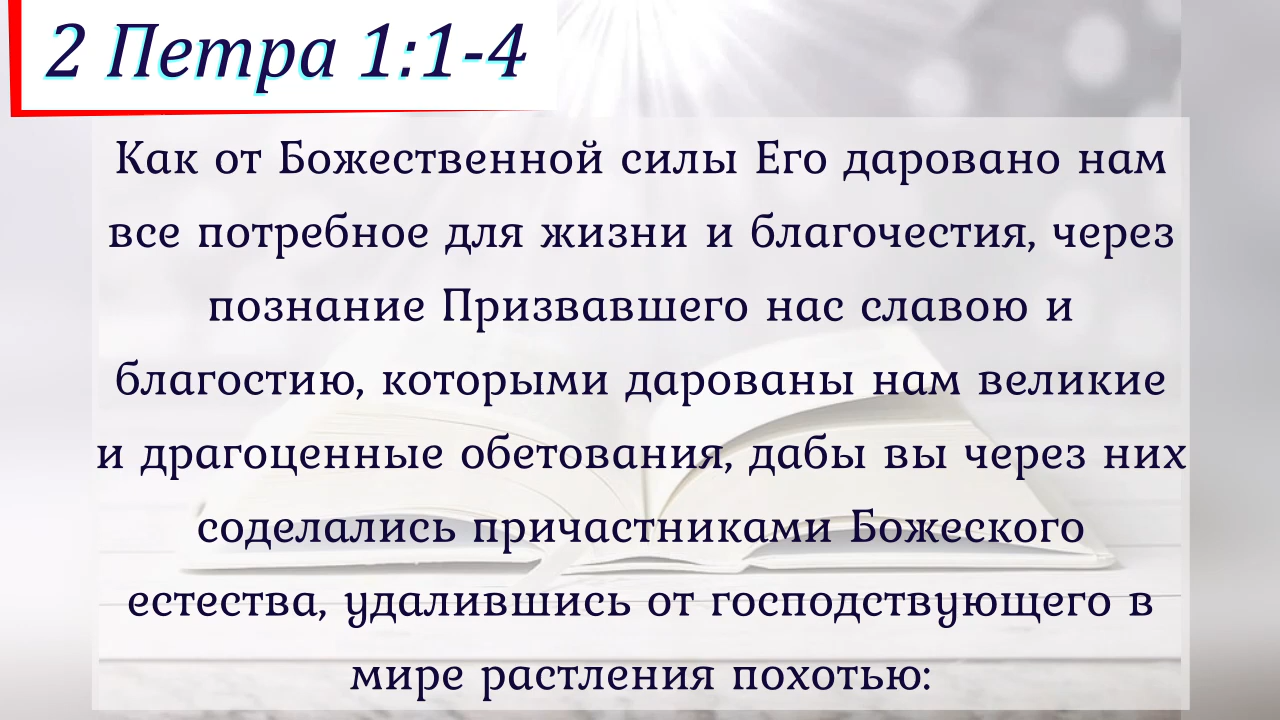 2 Петра 1:1-4
Как от Божественной силы Его даровано нам
все потребное для жизни и благочестия, через
познание Призвавшего нас славою и
благостию, которыми дарованы нам великие
и драгоценные обетования, дабы вы через них
соделались причастниками Божеского
естества, удалившись от господствующего в
мире растления похотью: